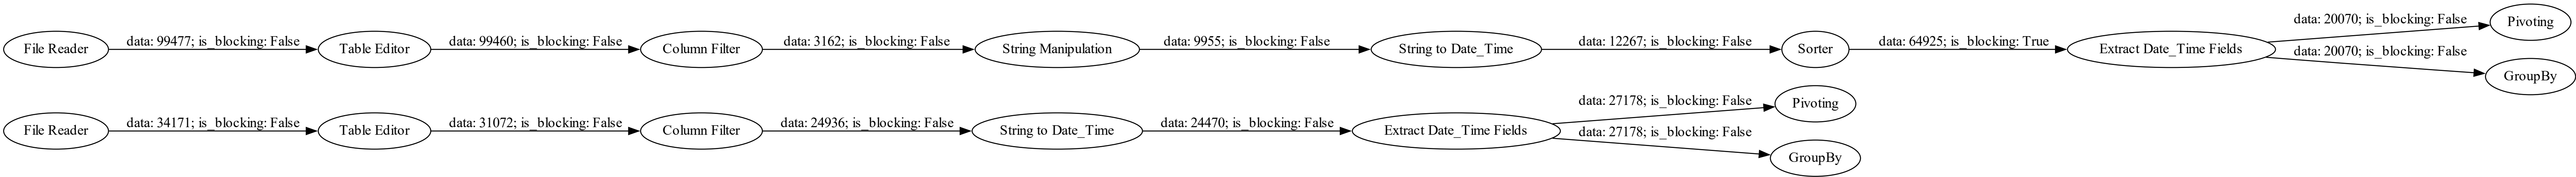 File Reader
data: 99477; is_blocking: False
Table Editor
data: 99460; is_blocking: False
Column Filter
data: 3162; is_blocking: False
String Manipulation
data: 9955; is_blocking: False
String to Date_Time
data: 12267; is_blocking: False
Sorter
data: 64925; is_blocking: True
Extract Date_Time Fields
data: 20070; is_blocking: False
Pivoting
data: 20070; is_blocking: False
GroupBy
File Reader
data: 34171; is_blocking: False
Table Editor
data: 31072; is_blocking: False
Column Filter
data: 24936; is_blocking: False
String to Date_Time
data: 24470; is_blocking: False
Extract Date_Time Fields
data: 27178; is_blocking: False
Pivoting
data: 27178; is_blocking: False
GroupBy